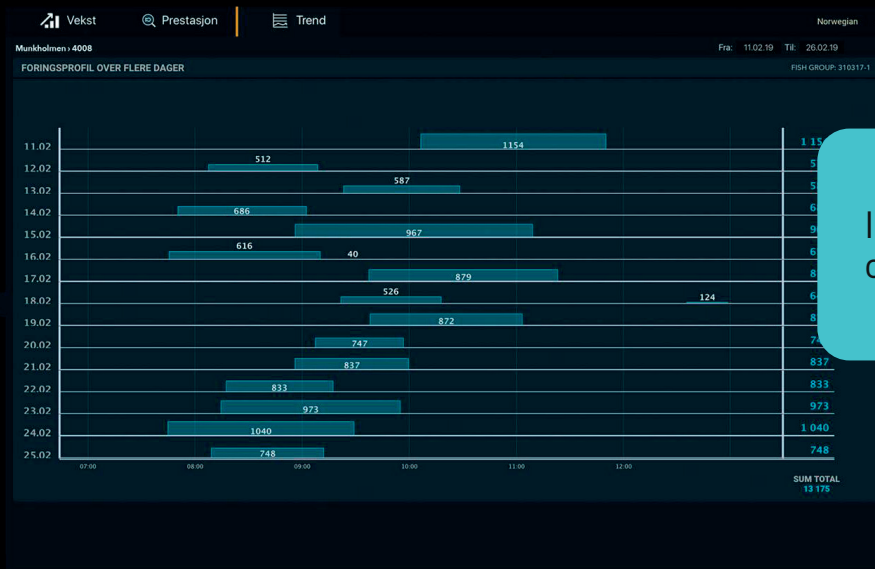 Vekst Prestasjon Trend Norwegian
Munkholmen › 4008 Fra: 11.02.19 Til: 26.02.19
FORINGSPROFIL OVER FLERE DAGER FISH GROUP: 310317-1
11.02 1154
12.02 512
13.02 587
14.02 686
15.02 967
16.02 616 40
17.02 879
18.02 526 124
19.02 872
20.02 747
21.02 837 837
22.02 833 833
23.02 973 973
24.02 1040 1 040
25.02 748 748
07:00 08:00 09:00 10:00 11:00 12:00
SUM TOTAL
13 175